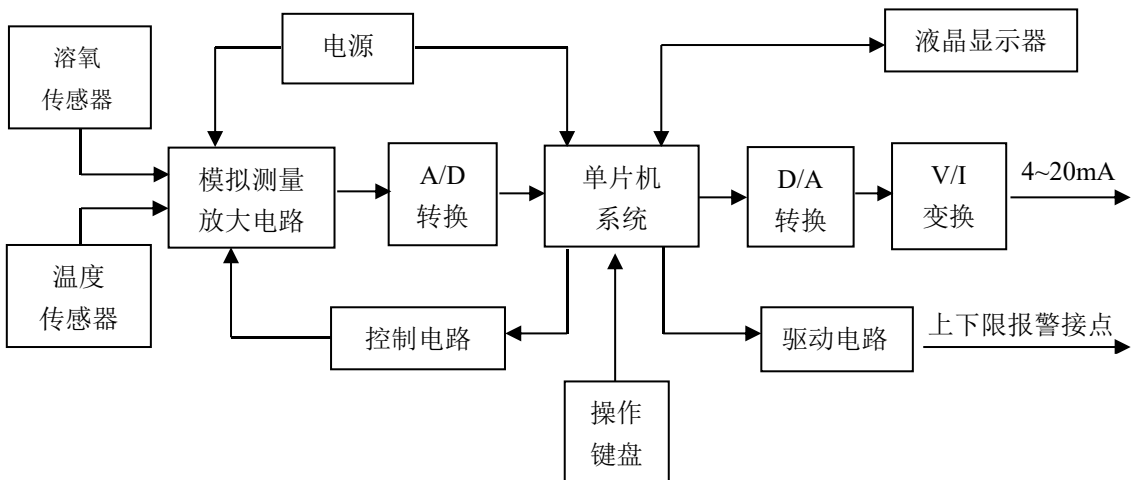 溶氧
传感器
电源
液晶显示器
模拟测量
放大电路
A/D
转换
单片机
系统
D/A
转换
V/I
变换
4~20mA
温度
传感器
控制电路
驱动电路
上下限报警接点
操作
键盘